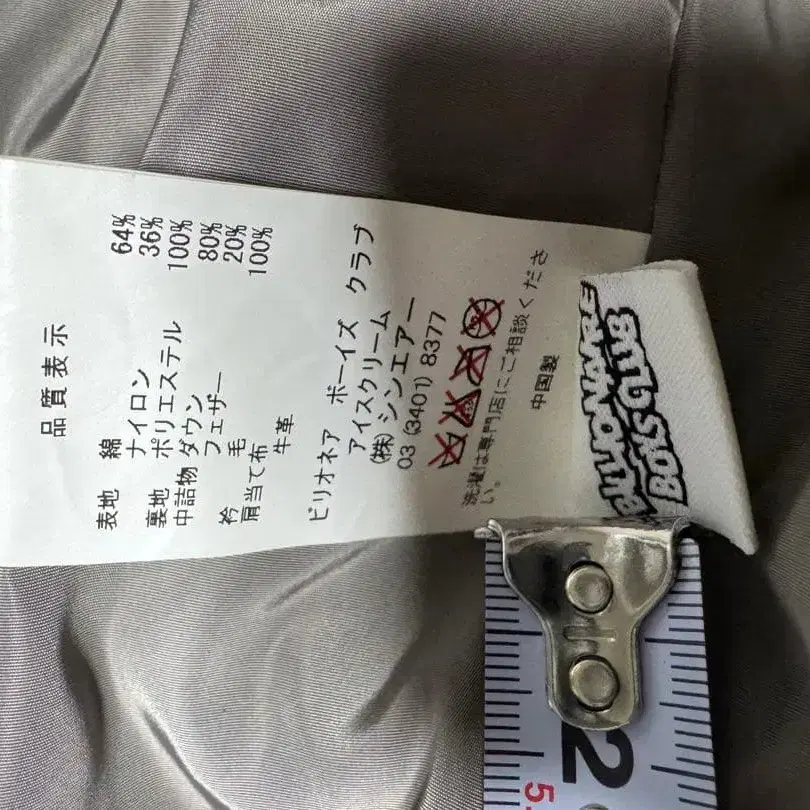 品質表示
表地 綿 64%
ナイロン 36%
裏地 ポリエステル 100%
中詰物 ダウン 80%
フェザー 20%
衿 毛 100%
肩当て布 牛革
ビリオネア ボーイズ クラブ
アイスクリーム
(株)シンエアー
03 (3401) 8377
洗濯は専門店にご相談くださ
い。
中国製
BILLIONAIRE
BOYS CLUB
2